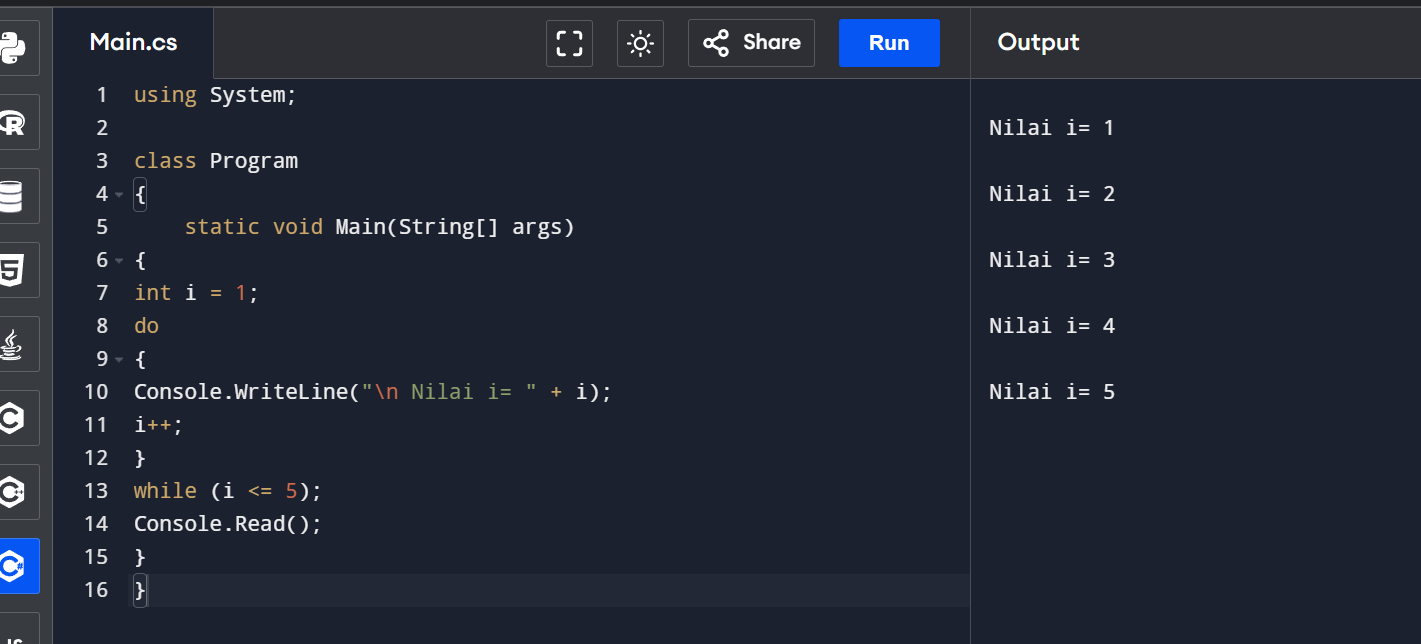 Main.cs
Share
Run
Output
1 using System;
2
3 class Program
4 {
5     static void Main(String[] args)
6 {
7 int i = 1;
8 do
9 {
10 Console.WriteLine("\n Nilai i= " + i);
11 i++;
12 }
13 while (i <= 5);
14 Console.Read();
15 }
16 }
Nilai i= 1
Nilai i= 2
Nilai i= 3
Nilai i= 4
Nilai i= 5